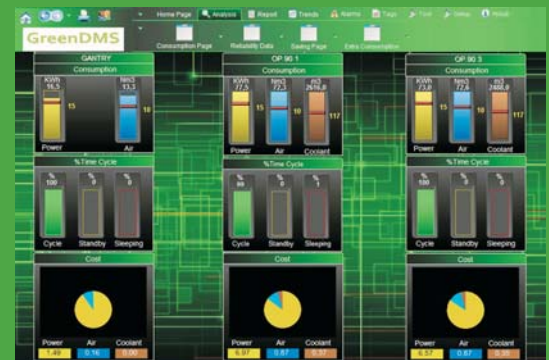 Home Page Analysis Report Trends Alarms Tags Tool Setup About
GreenDMS
Consumption Page Reliability Data Saving Page Extra Consumption
GANTRY
Consumption
KWh Nm3
16,5 13,3
15 10
Power Air
%Time Cycle
% % %
100 0 0
Cycle Standby Sleeping
Cost
Power Air Coolant
1.49 0.16 0.00
OP.90 1
Consumption
KWh Nm3 m3
77,5 72,3 2616,0
15 10 117
Power Air Coolant
%Time Cycle
% % %
99 0 1
Cycle Standby Sleeping
Cost
Power Air Coolant
6.97 0.87 0.37
OP.90 3
Consumption
KWh Nm3 m3
73,0 72,6 2488,0
15 10 117
Power Air Coolant
%Time Cycle
% % %
100 0 0
Cycle Standby Sleeping
Cost
Power Air Coolant
6.57 0.87 0.35